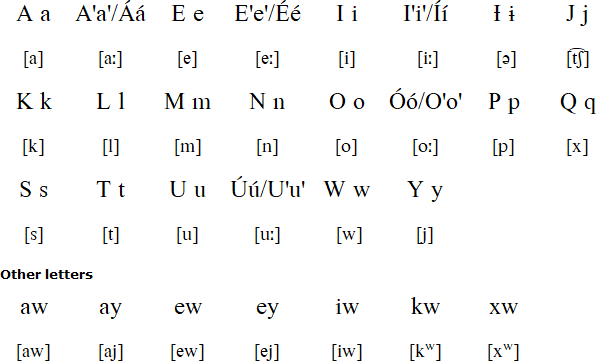 A a A'a'/Áá E e E'e'/Éé I i I'i'/Íí Ɨ ɨ J j
[a] [aː] [e] [eː] [i] [iː] [ə] [t͡ʃ]
K k L l M m N n O o Óó/O'o' P p Q q
[k] [l] [m] [n] [o] [oː] [p] [x]
S s T t U u Úú/U'u' W w Y y
[s] [t] [u] [uː] [w] [j]
Other letters
aw ay ew ey iw kw xw
[aw] [aj] [ew] [ej] [iw] [kʷ] [xʷ]